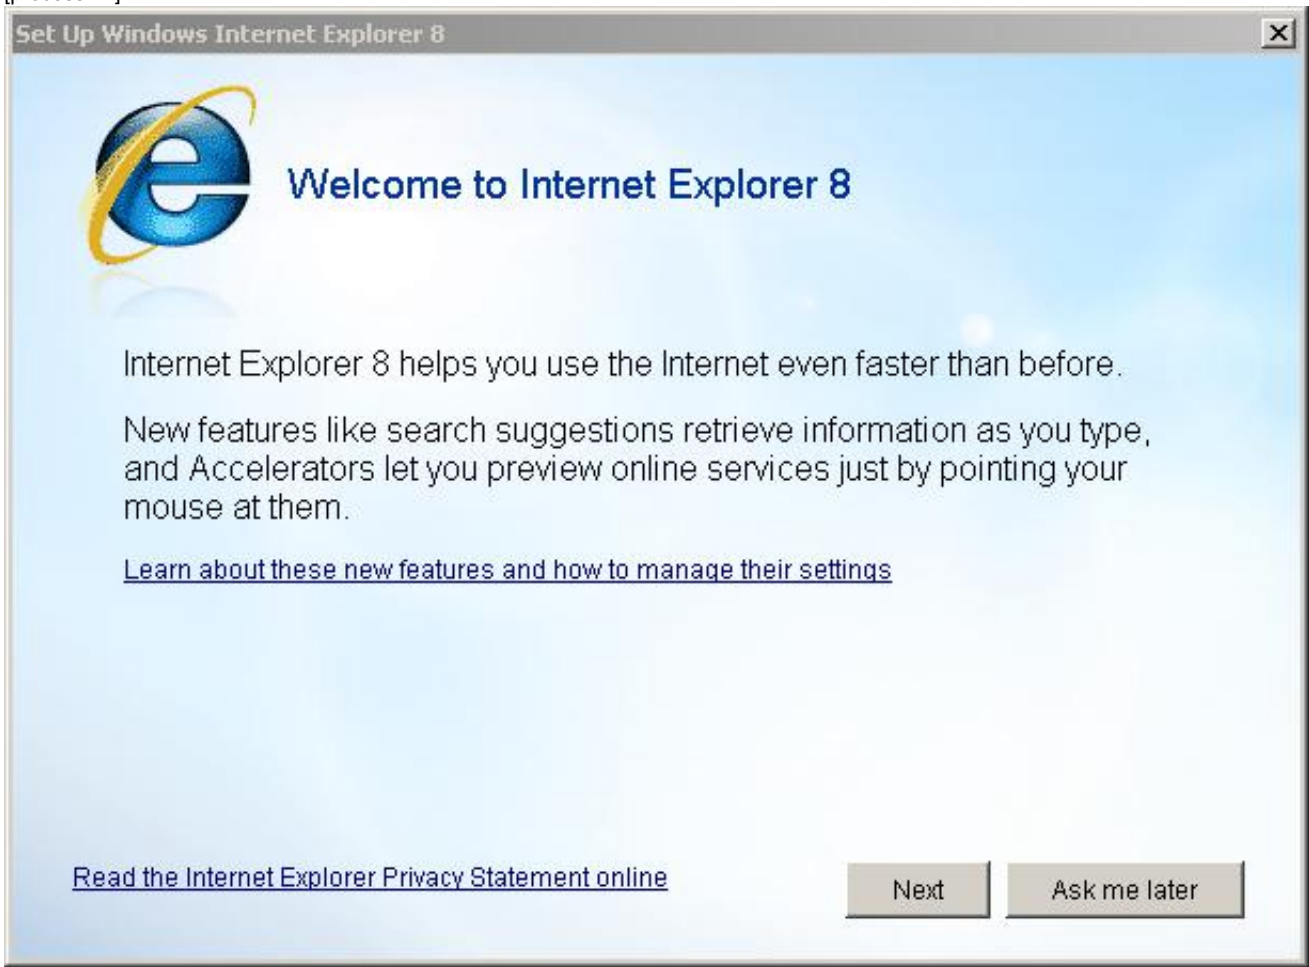 Set Up Windows Internet Explorer 8
Welcome to Internet Explorer 8
Internet Explorer 8 helps you use the Internet even faster than before.
New features like search suggestions retrieve information as you type,
and Accelerators let you preview online services just by pointing your
mouse at them.
Learn about these new features and how to manage their settings
Read the Internet Explorer Privacy Statement online
Next
Ask me later